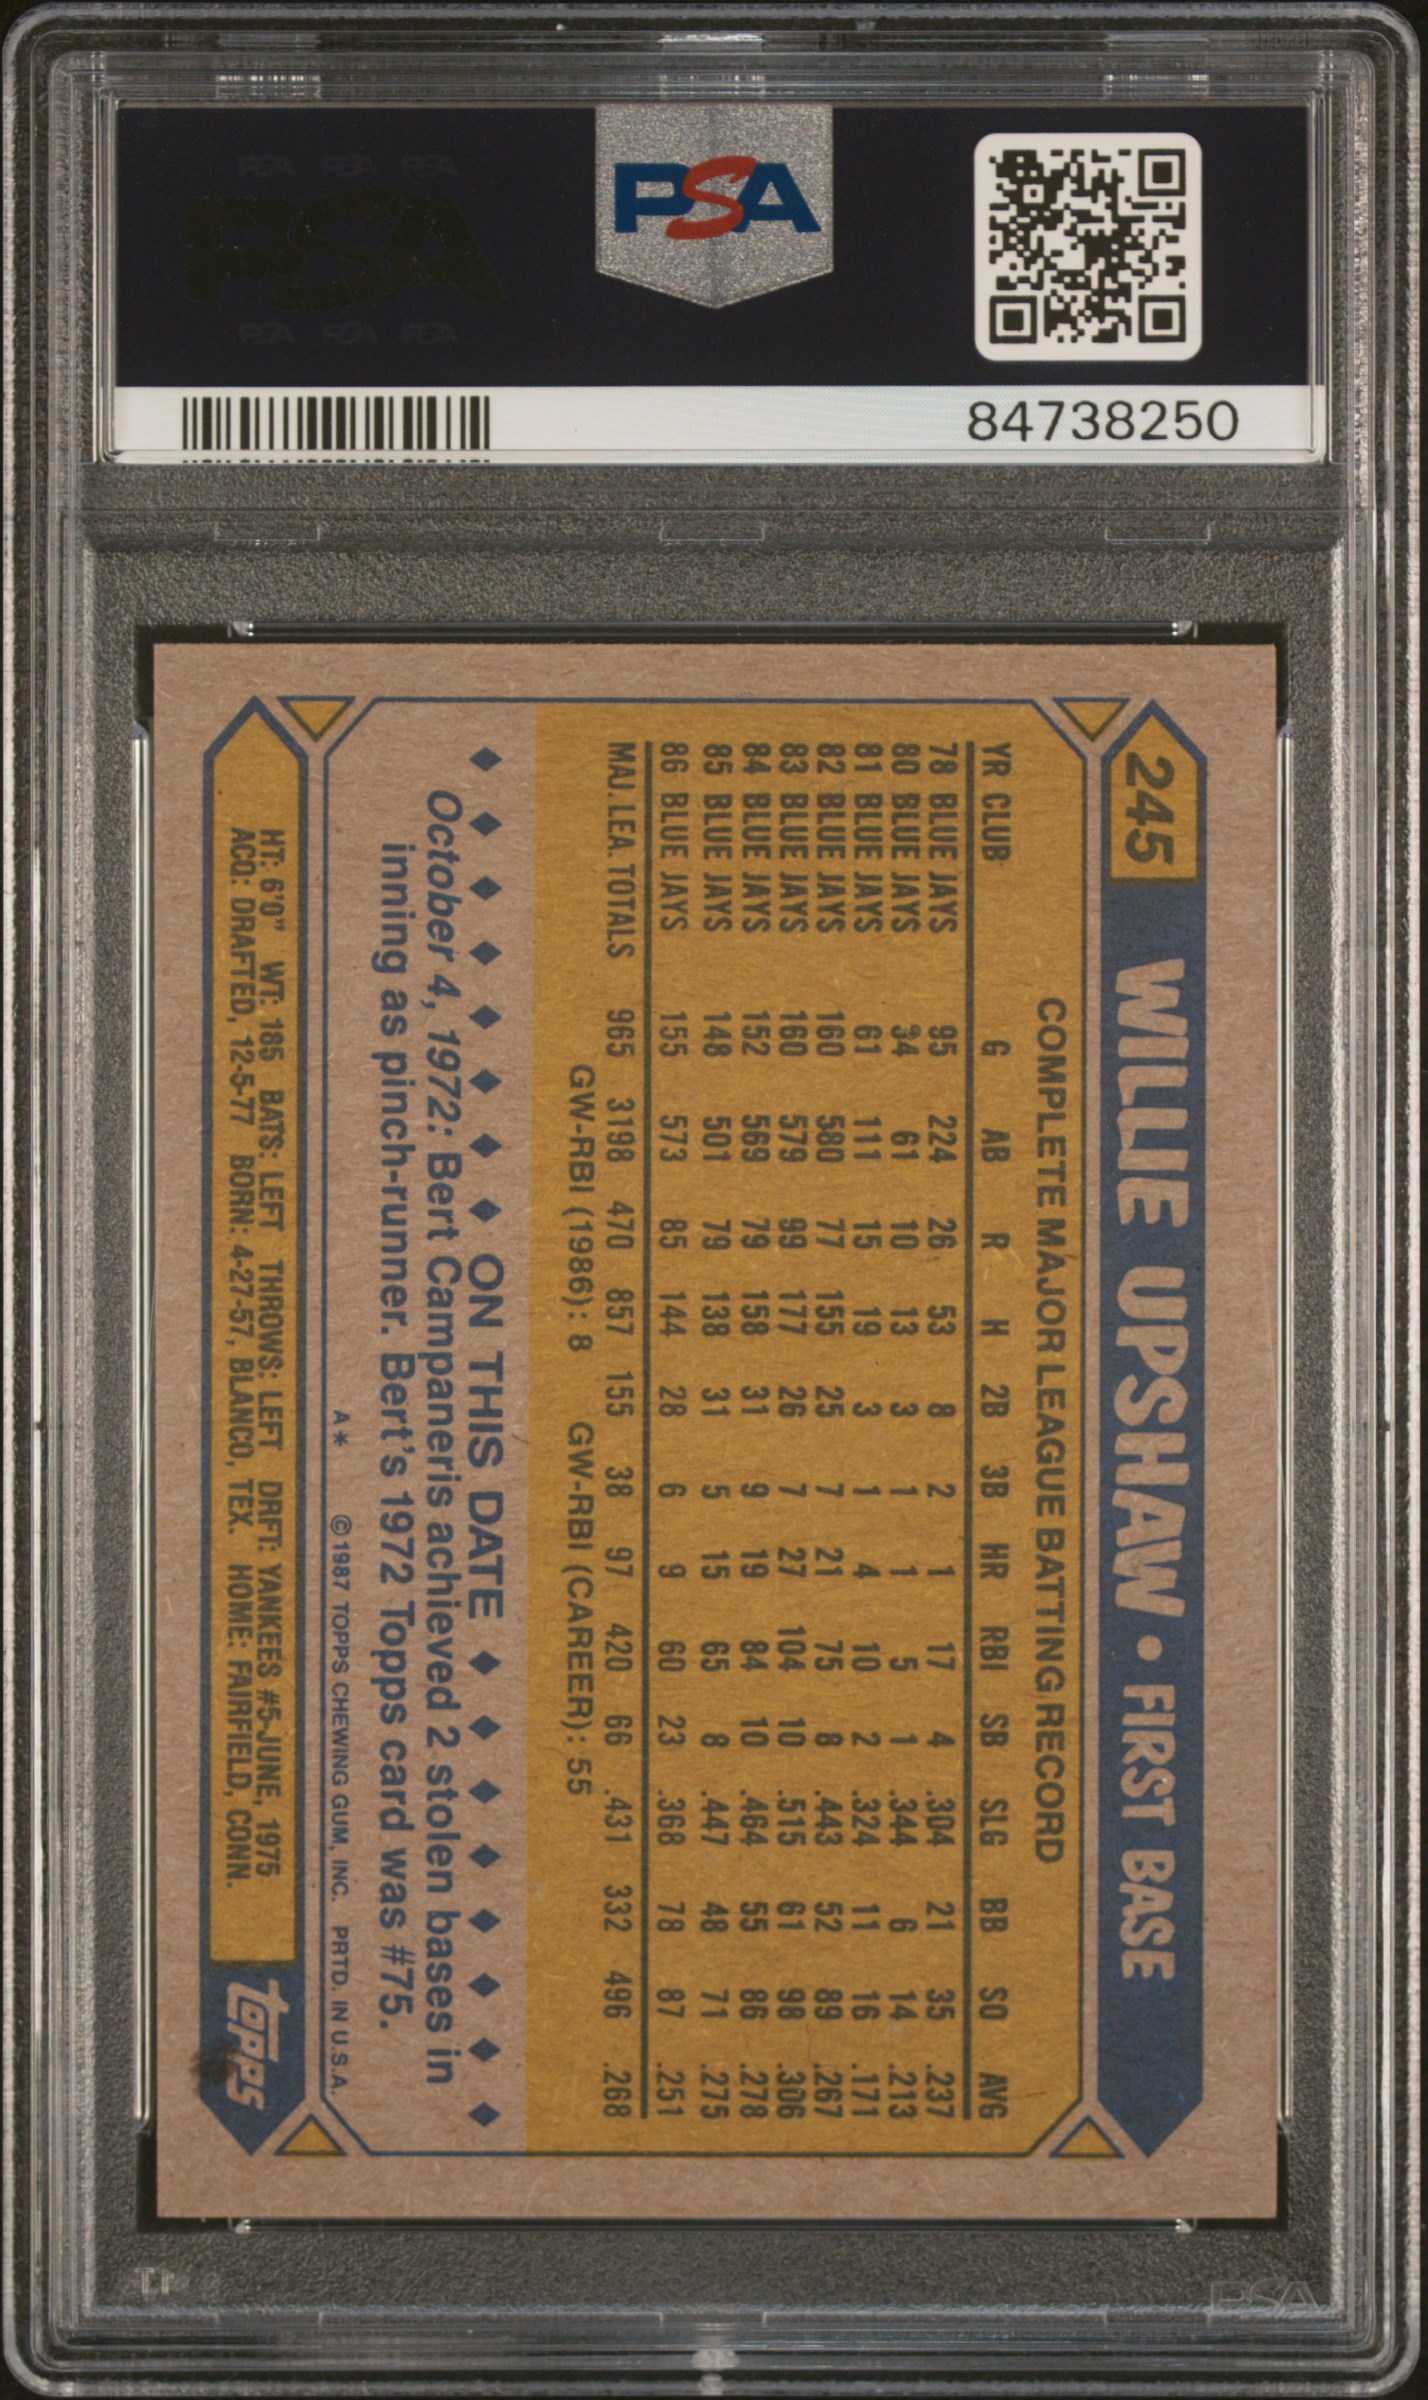 PSA PSA PSA
PSA
PSA PSA PSA
PSA
84738250
245 WILLIE UPSHAW • FIRST BASE
COMPLETE MAJOR LEAGUE BATTING RECORD
YR CLUB G AB R H 2B 3B HR RBI SB SLG BB SO AVG
78 BLUE JAYS 95 224 26 53 8 2 1 17 4 .304 21 35 .237
80 BLUE JAYS 34 61 10 13 3 1 1 5 1 .344 6 14 .213
81 BLUE JAYS 61 111 15 19 3 1 4 10 2 .324 11 16 .171
82 BLUE JAYS 160 580 77 155 25 7 21 75 8 .443 52 89 .267
83 BLUE JAYS 160 579 99 177 26 7 27 104 10 .515 61 98 .306
84 BLUE JAYS 152 569 79 158 31 9 19 84 10 .464 55 86 .278
85 BLUE JAYS 148 501 79 138 31 5 15 65 8 .447 48 71 .275
86 BLUE JAYS 155 573 85 144 28 6 9 60 23 .368 78 87 .251
MAJ. LEA. TOTALS 965 3198 470 857 155 38 97 420 66 .431 332 496 .268
GW-RBI (1986): 8 GW-RBI (CAREER): 55
ON THIS DATE
October 4, 1972: Bert Campaneris achieved 2 stolen bases in
inning as pinch-runner. Bert's 1972 Topps card was #75.
A* ©1987 TOPPS CHEWING GUM, INC. PRTD. IN U.S.A.
HT: 6'0" WT: 185 BATS: LEFT THROWS: LEFT DRFT: YANKEES #5-JUNE, 1975
ACQ: DRAFTED, 12-5-77 BORN: 4-27-57, BLANCO, TEX. HOME: FAIRFIELD, CONN.
topps
PSA